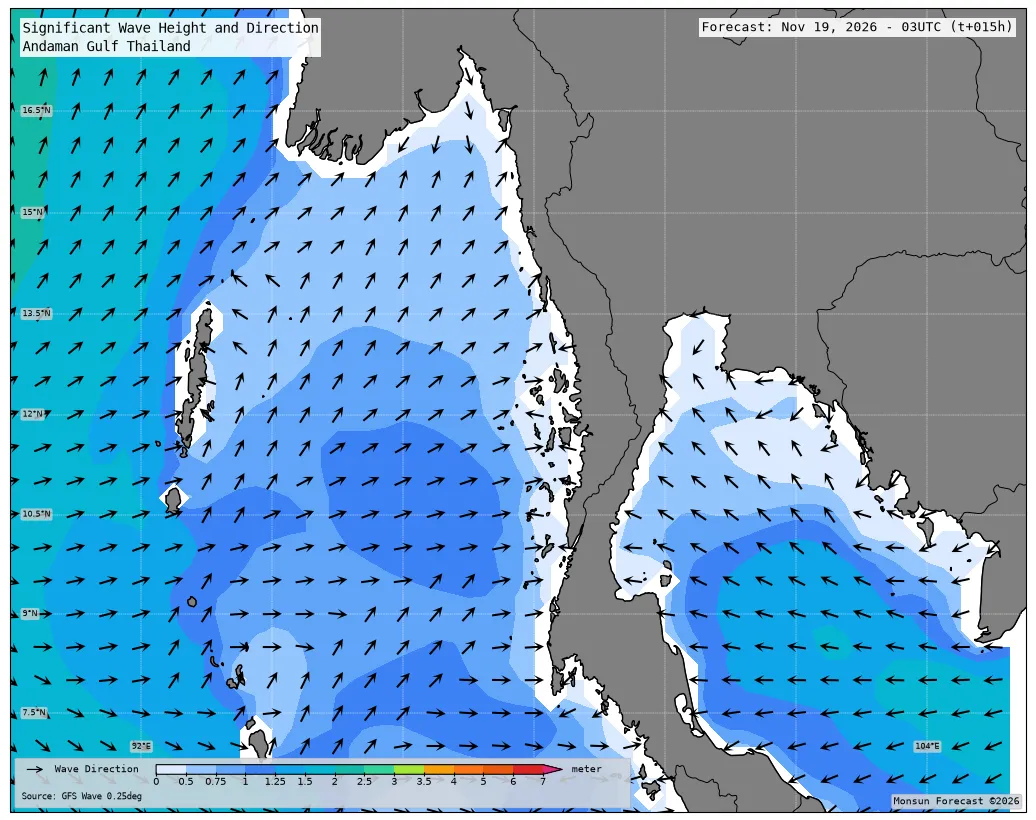 Significant Wave Height and Direction
Andaman Gulf Thailand
Forecast: Nov 19, 2026 - 03UTC (t+015h)
16.5°N
15°N
13.5°N
12°N
10.5°N
9°N
7.5°N
92°E
104°E
Wave Direction
0.5 0.75 1 1.25 1.5 2 2.5 3 3.5 4 5 6 7
meter
Source: GFS Wave 0.25deg
Monsun Forecast ©2026